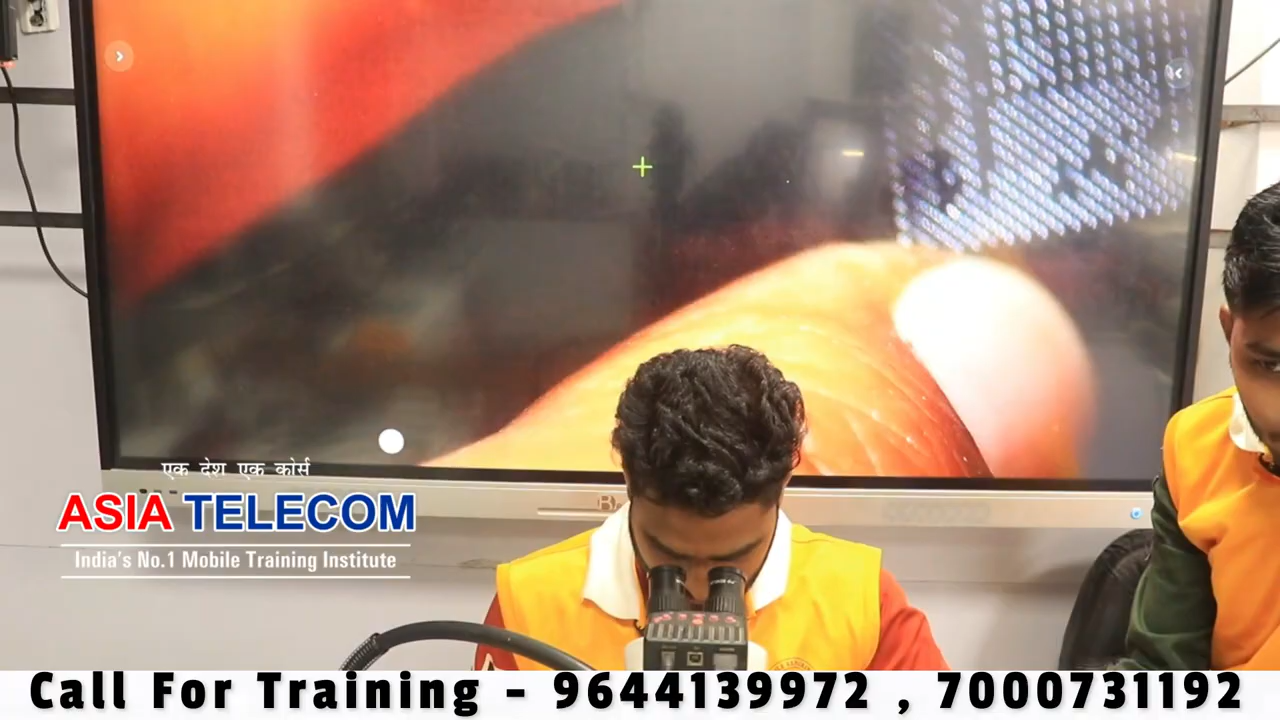 एक देश एक कोर्स
ASIA TELECOM
India's No.1 Mobile Training Institute
Call For Training - 9644139972 , 7000731192